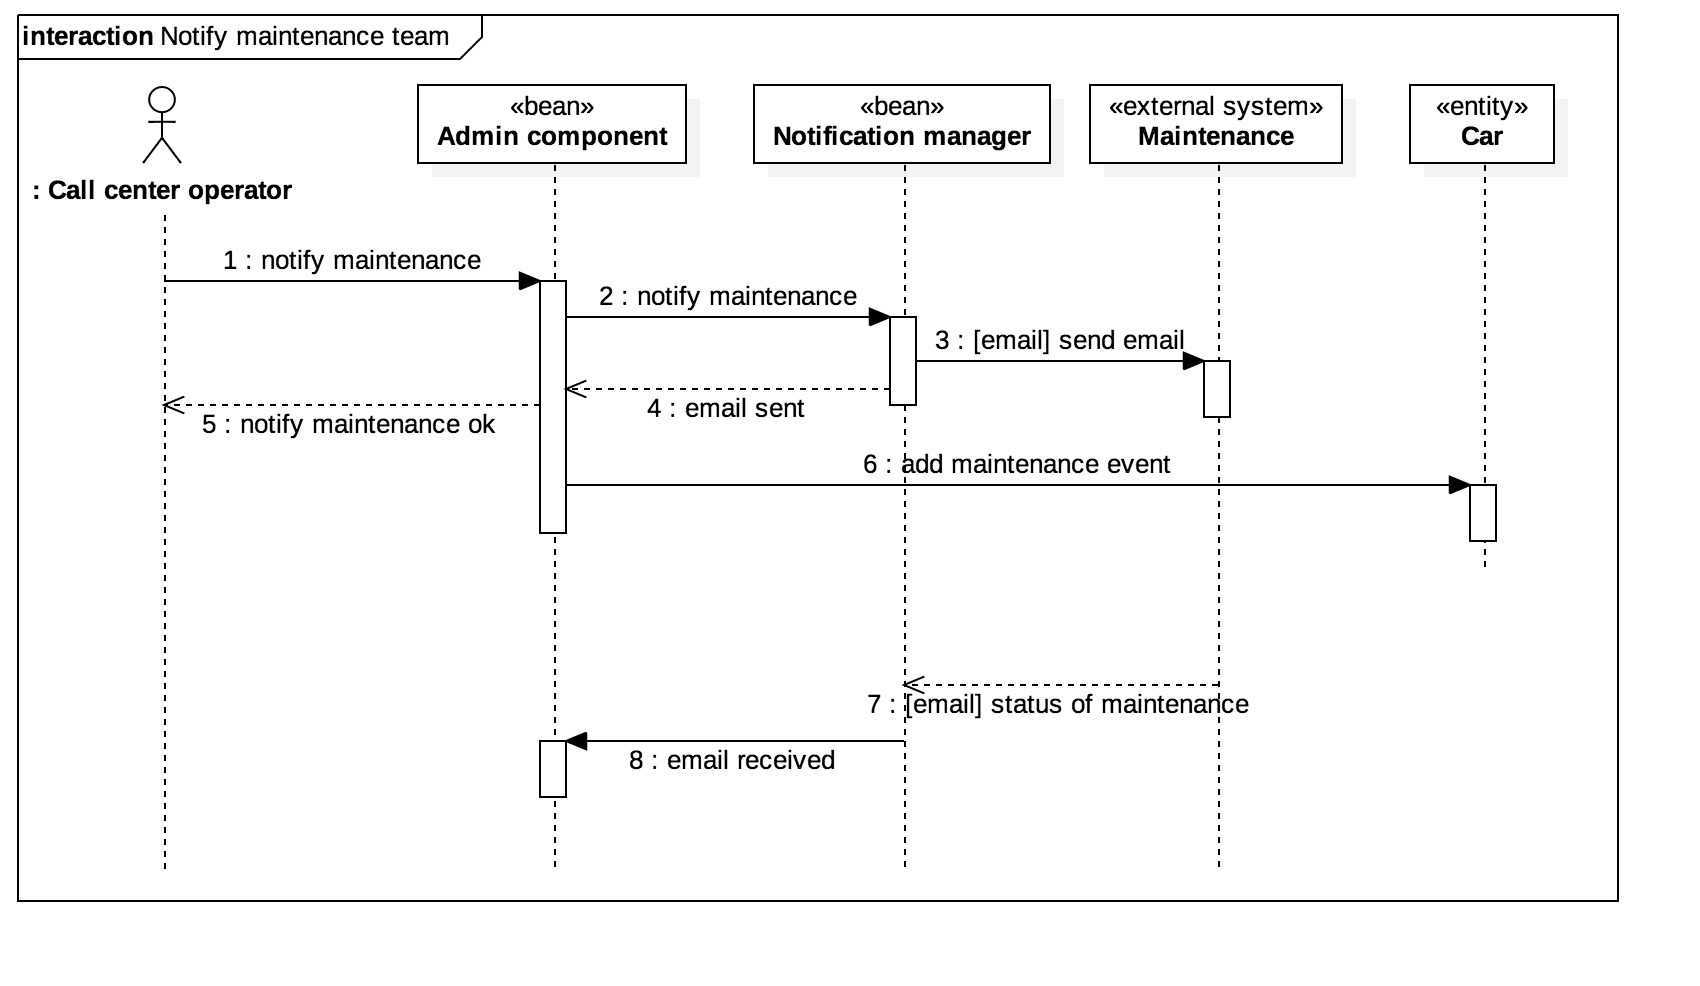 interaction Notify maintenance team
«bean»
Admin component
«bean»
Notification manager
«external system»
Maintenance
«entity»
Car
: Call center operator
1 : notify maintenance
2 : notify maintenance
3 : [email] send email
4 : email sent
5 : notify maintenance ok
6 : add maintenance event
7 : [email] status of maintenance
8 : email received